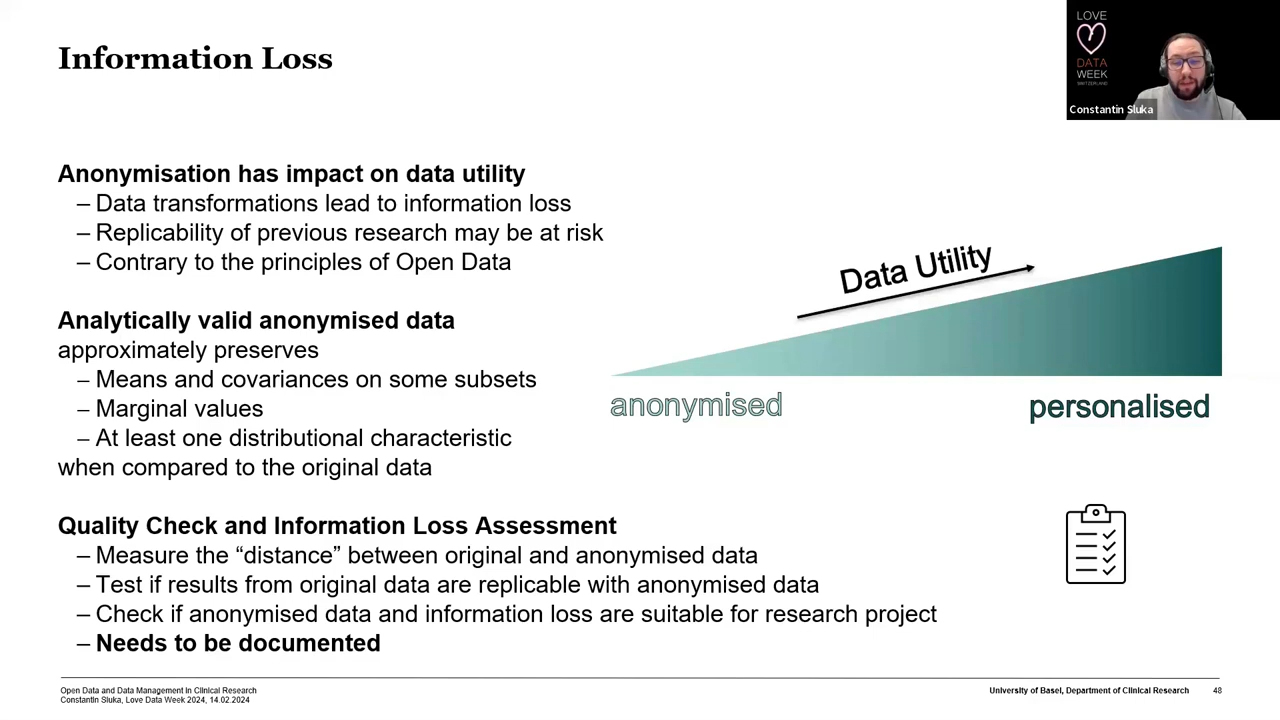 Information Loss
LOVE
DATA
WEEK
SWITZERLAND
Constantin Sluka
Anonymisation has impact on data utility
– Data transformations lead to information loss
– Replicability of previous research may be at risk
– Contrary to the principles of Open Data
Analytically valid anonymised data
approximately preserves
– Means and covariances on some subsets
– Marginal values
– At least one distributional characteristic
when compared to the original data
Data Utility
anonymised
personalised
Quality Check and Information Loss Assessment
– Measure the “distance” between original and anonymised data
– Test if results from original data are replicable with anonymised data
– Check if anonymised data and information loss are suitable for research project
– Needs to be documented
Open Data and Data Management in Clinical Research
Constantin Sluka, Love Data Week 2024, 14.02.2024
University of Basel, Department of Clinical Research
48